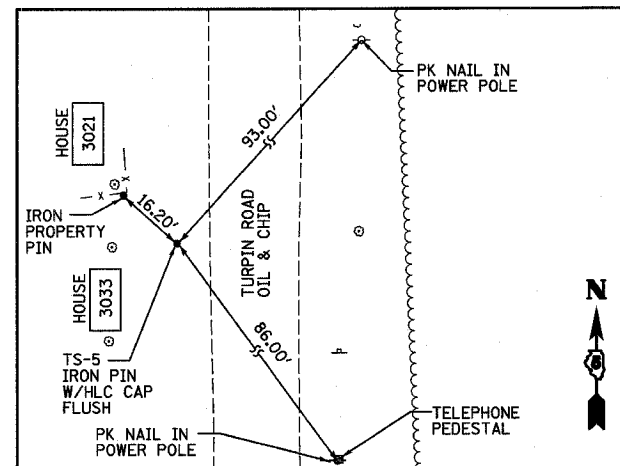 PK NAIL IN
POWER POLE
93.00'
HOUSE
3021
16.20'
IRON
PROPERTY
PIN
TURPIN ROAD
OIL & CHIP
HOUSE
3033
N
5
86.00'
TS-5
IRON PIN
W/HLC CAP
FLUSH
TELEPHONE
PEDESTAL
PK NAIL IN
POWER POLE